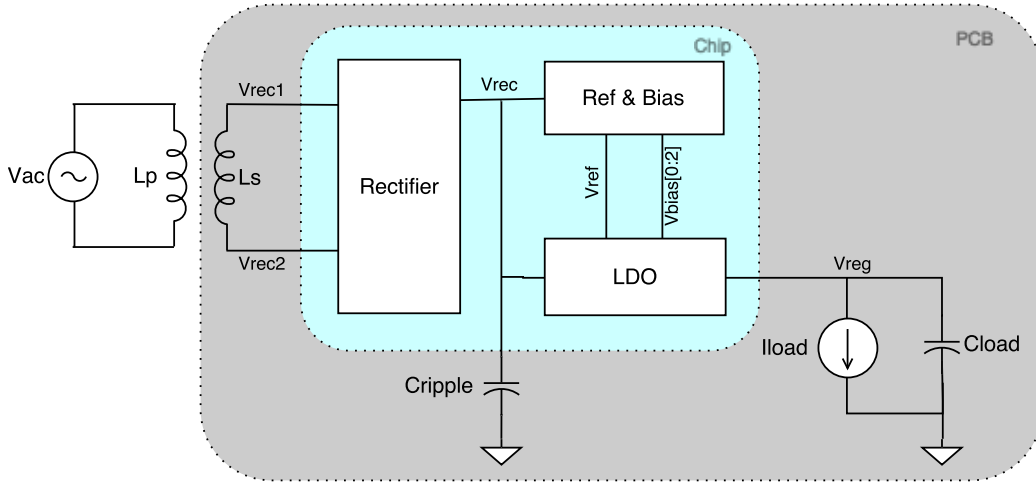 PCB
Chip
Vrec1
Vrec
Ref & Bias
Vac
Lp
Ls
Rectifier
Vref
Vbias[0:2]
Vrec2
LDO
Vreg
Iload
Cload
Cripple